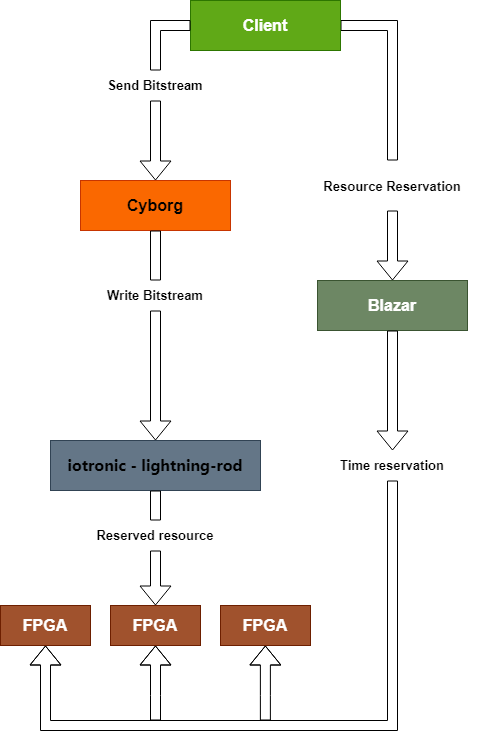 Client
Send Bitstream
Cyborg
Resource Reservation
Write Bitstream
Blazar
iotronic - lightning-rod
Time reservation
Reserved resource
FPGA
FPGA
FPGA